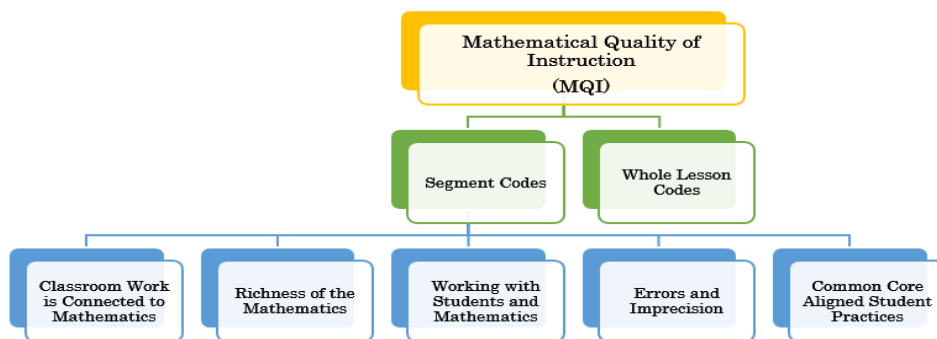 Mathematical Quality of
Instruction
(MQI)
Segment Codes
Whole Lesson
Codes
Classroom Work
is Connected to
Mathematics
Richness of the
Mathematics
Working with
Students and
Mathematics
Errors and
Imprecision
Common Core
Aligned Student
Practices